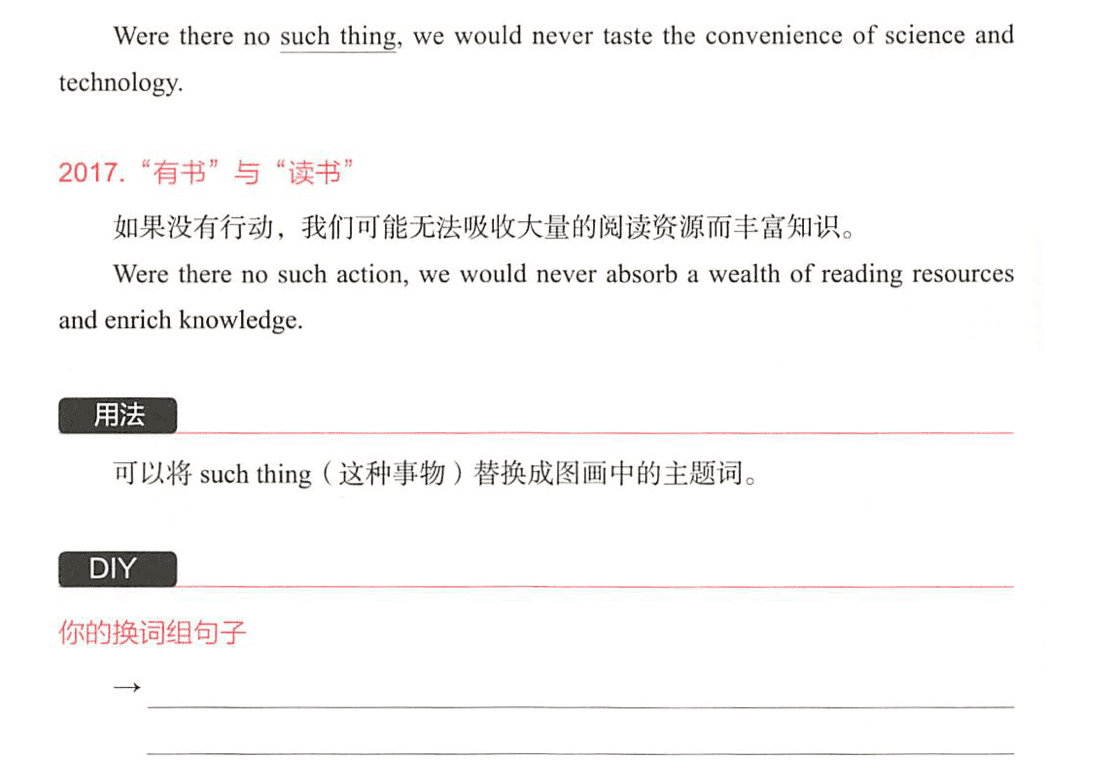 Were there no such thing, we would never taste the convenience of science and
technology.
2017. “有书”与“读书”
如果没有行动，我们可能无法吸收大量的阅读资源而丰富知识。
Were there no such action, we would never absorb a wealth of reading resources
and enrich knowledge.
用法
可以将 such thing（这种事物）替换成图画中的主题词。
DIY
你的换词组句子
→